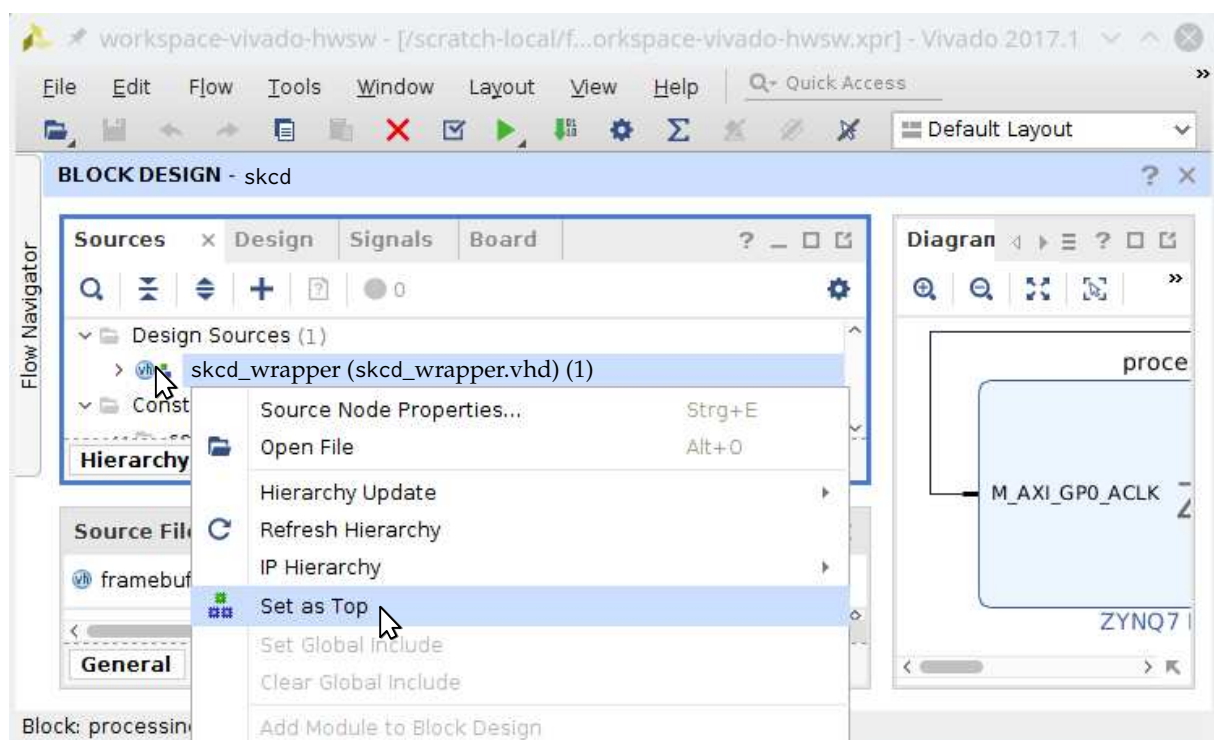 workspace-vivado-hwsw - [/scratch-local/f...orkspace-vivado-hwsw.xpr] - Vivado 2017.1
File Edit Flow Tools Window Layout View Help Quick Access »
Default Layout
BLOCK DESIGN - skcd ? ×
Flow Navigator
Sources × Design Signals Board ?
0
Design Sources (1)
skcd_wrapper (skcd_wrapper.vhd) (1)
Const
Hierarchy
Source Node Properties... Strg+E
Open File Alt+O
Hierarchy Update
Refresh Hierarchy
IP Hierarchy
Set as Top
Set Global Include
Clear Global Include
Add Module to Block Design
Source File
framebuf
General
Block: processin
Diagran ?
»
proce
M_AXI_GP0_ACLK
ZYNQ7